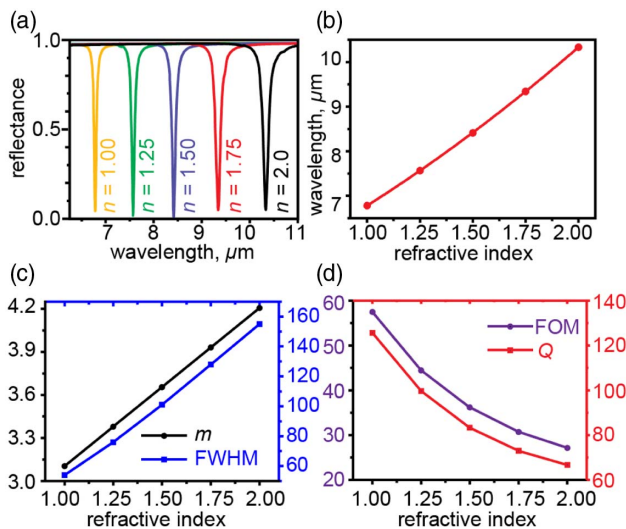 (a)
1.0
0.5
0.0
reflectance
n = 1.00
n = 1.25
n = 1.50
n = 1.75
n = 2.0
7 8 9 10 11
wavelength, µm
(b)
10
9
8
7
wavelength, µm
1.00 1.25 1.50 1.75 2.00
refractive index
(c)
4.2
3.9
3.6
3.3
3.0
160
140
120
100
80
60
m
FWHM
1.00 1.25 1.50 1.75 2.00
refractive index
(d)
60
50
40
30
20
140
120
100
80
60
FOM
Q
1.00 1.25 1.50 1.75 2.00
refractive index